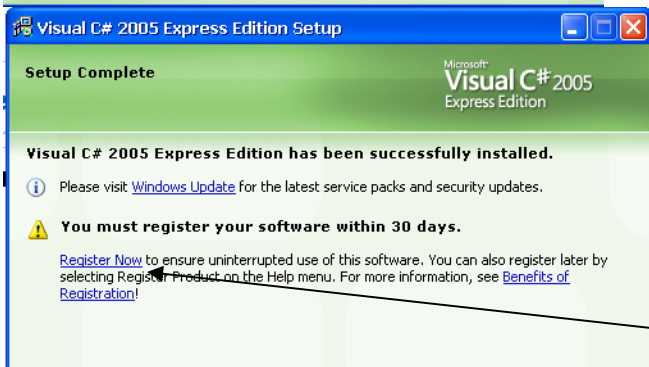 Visual C# 2005 Express Edition Setup
Setup Complete
Microsoft
Visual C# 2005
Express Edition
Visual C# 2005 Express Edition has been successfully installed.
Please visit Windows Update for the latest service packs and security updates.
You must register your software within 30 days.
Register Now to ensure uninterrupted use of this software. You can also register later by
selecting Register Product on the Help menu. For more information, see Benefits of
Registration!